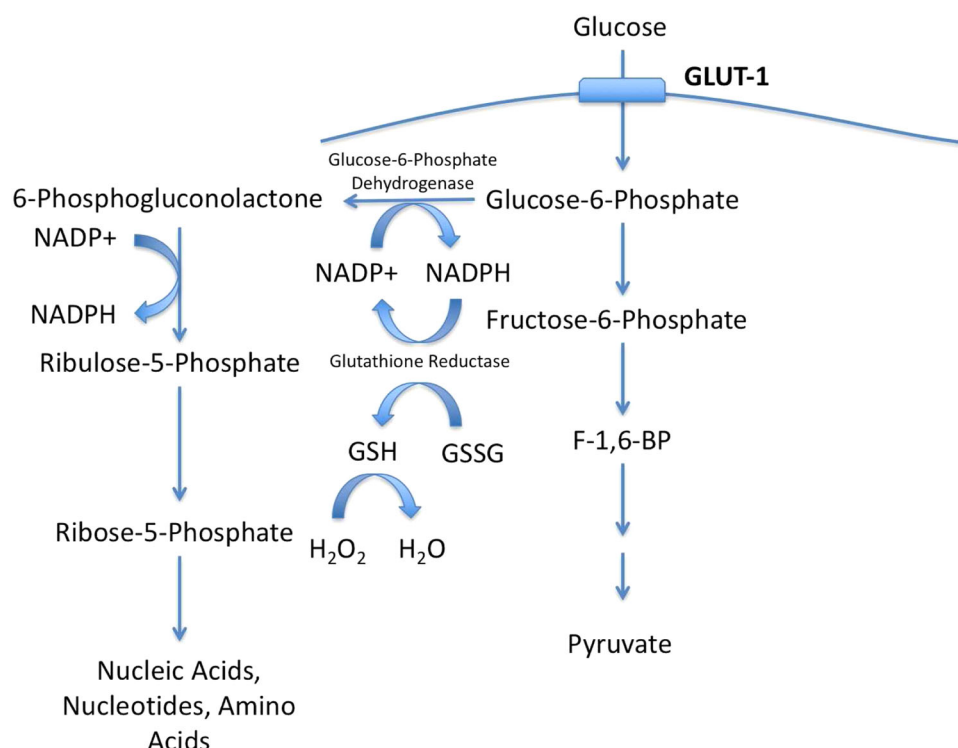 Glucose
GLUT-1
Glucose-6-Phosphate
Dehydrogenase
6-Phosphogluconolactone
Glucose-6-Phosphate
NADP+
NADPH
NADP+
NADPH
Fructose-6-Phosphate
Ribulose-5-Phosphate
Glutathione Reductase
F-1,6-BP
GSH
GSSG
Ribose-5-Phosphate
H₂O₂
H₂O
Pyruvate
Nucleic Acids,
Nucleotides, Amino
Acids